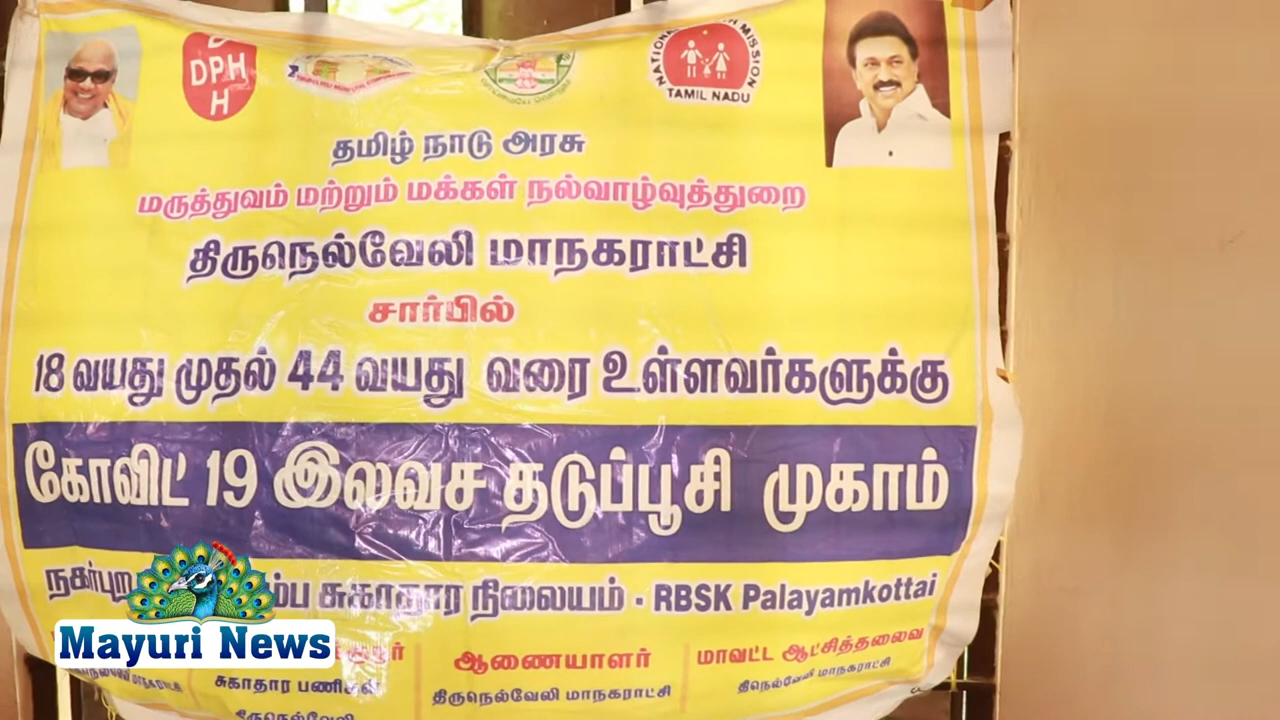 DPH
H
NATIONAL HEALTH MISSION
TAMIL NADU
தமிழ் நாடு அரசு
மருத்துவம் மற்றும் மக்கள் நல்வாழ்வுத்துறை
திருநெல்வேலி மாநகராட்சி
சார்பில்
18 வயது முதல் 44 வயது வரை உள்ளவர்களுக்கு
கோவிட் 19 இலவச தடுப்பூசி முகாம்
சுகாதார நிலையம் - RBSK Palayamkottai
Mayuri News
ஆணையாளர்
மாவட்ட ஆட்சித்தலைவ
சுகாதார பணிகள்
திருநெல்வேலி மாநகராட்சி
திநெல்வேலி மாநகராட்சி